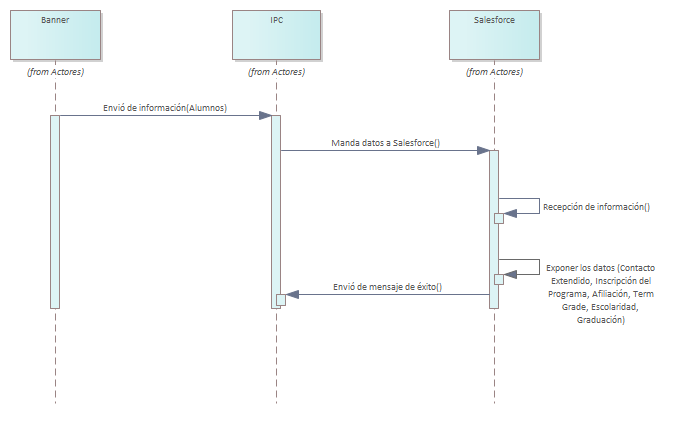 Banner
IPC
Salesforce
(from Actores)
(from Actores)
(from Actores)
Envió de información(Alumnos)
Manda datos a Salesforce()
Recepción de información()
Exponer los datos (Contacto
Extendido, Inscripción del
Programa, Afiliación, Term
Grade, Escolaridad,
Graduación)
Envió de mensaje de éxito()